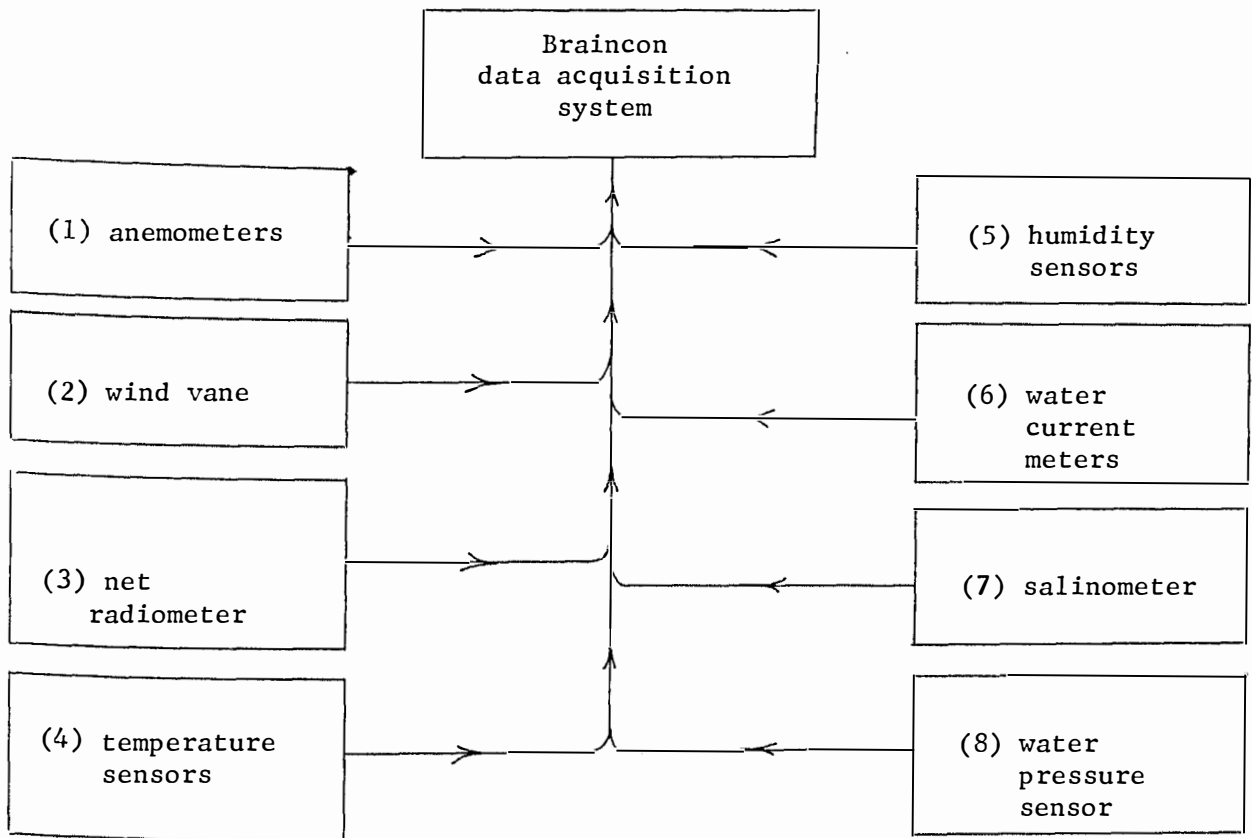 Braincon
data acquisition
system
(1) anemometers
(2) wind vane
(3) net
radiometer
(4) temperature
sensors
(5) humidity
sensors
(6) water
current
meters
(7) salinometer
(8) water
pressure
sensor